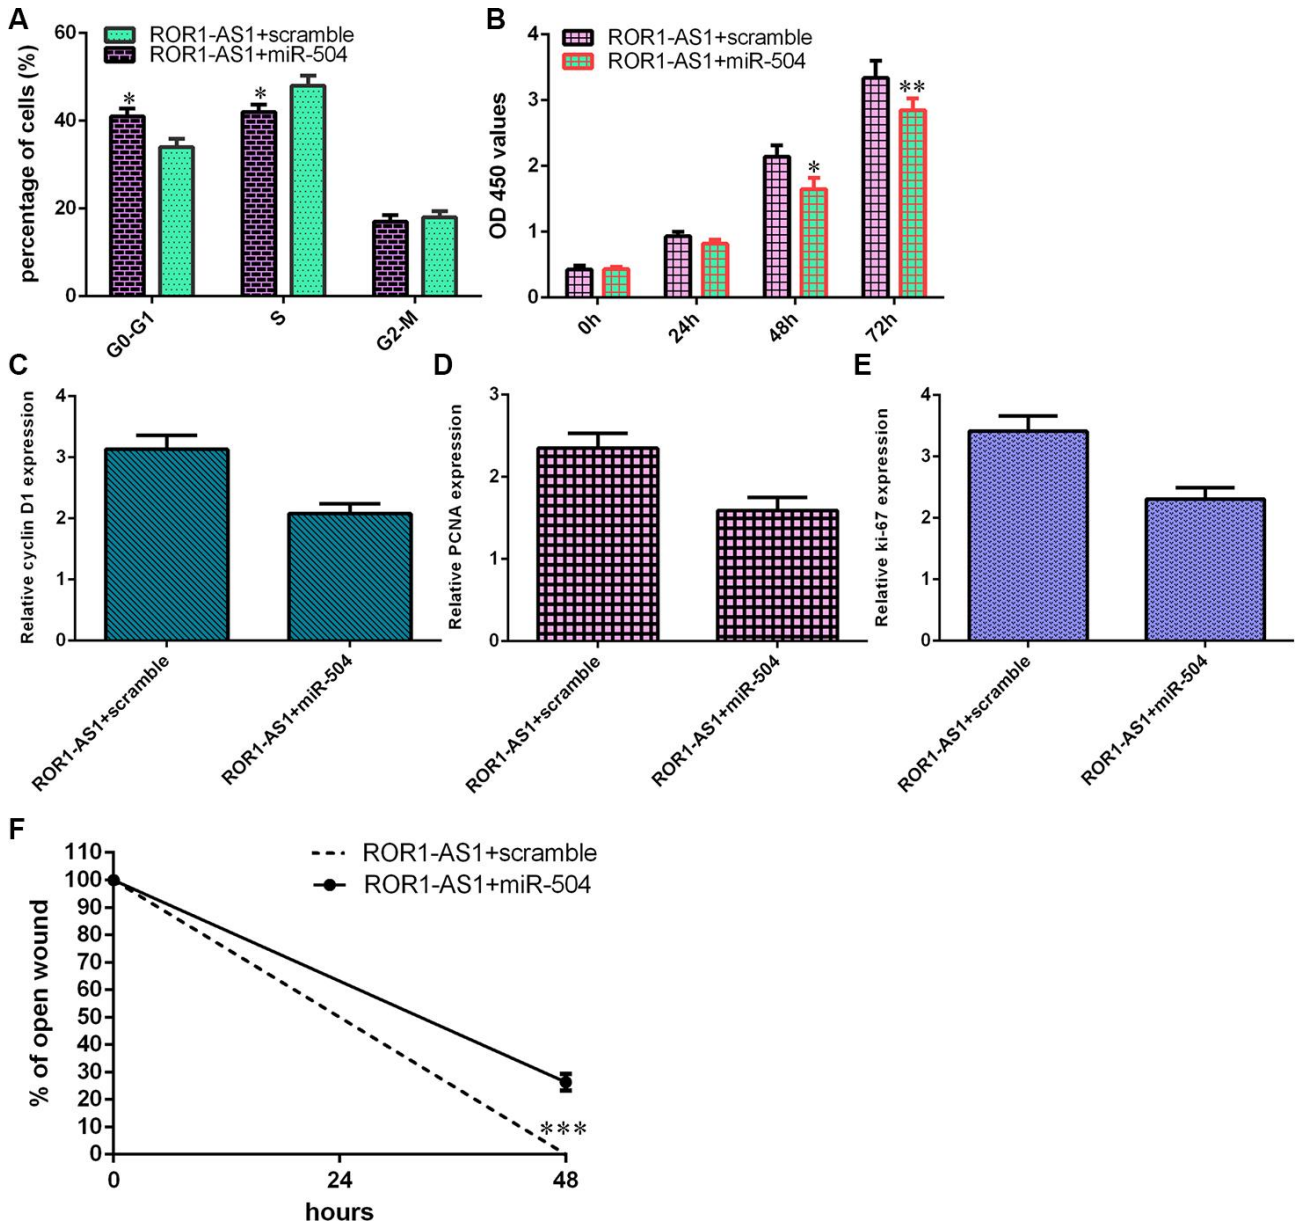 A
percentage of cells (%)
60
40
20
0
ROR1-AS1+scramble
ROR1-AS1+miR-504
*
*
G0-G1
S
G2-M
B
OD 450 values
4
3
2
1
0
ROR1-AS1+scramble
ROR1-AS1+miR-504
*
**
0h
24h
48h
72h
C
Relative cyclin D1 expression
4
3
2
1
0
ROR1-AS1+scramble
ROR1-AS1+miR-504
D
Relative PCNA expression
3
2
1
0
ROR1-AS1+scramble
ROR1-AS1+miR-504
E
Relative ki-67 expression
4
3
2
1
0
ROR1-AS1+scramble
ROR1-AS1+miR-504
F
% of open wound
110
100
90
80
70
60
50
40
30
20
10
0
ROR1-AS1+scramble
ROR1-AS1+miR-504
***
0
24
48
hours